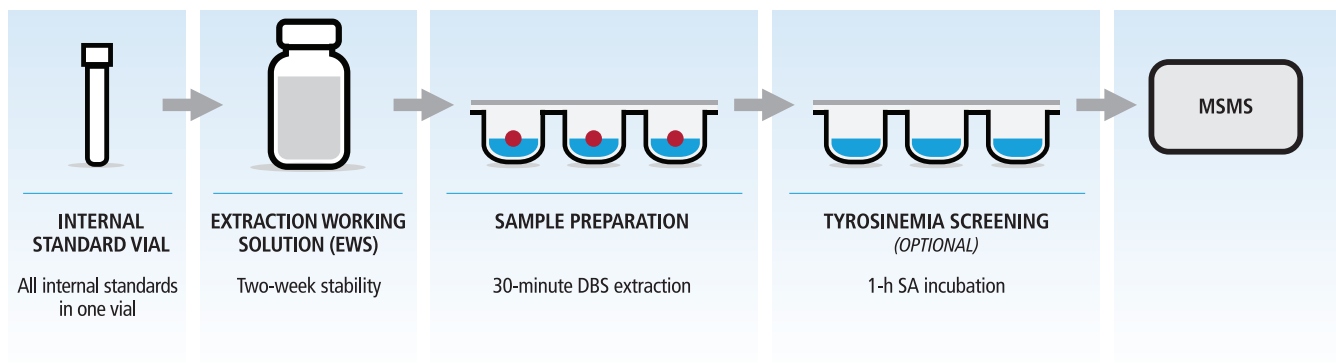 INTERNAL
STANDARD VIAL
All internal standards
in one vial
EXTRACTION WORKING
SOLUTION (EWS)
Two-week stability
SAMPLE PREPARATION
30-minute DBS extraction
TYROSINEMIA SCREENING
(OPTIONAL)
1-h SA incubation
MSMS